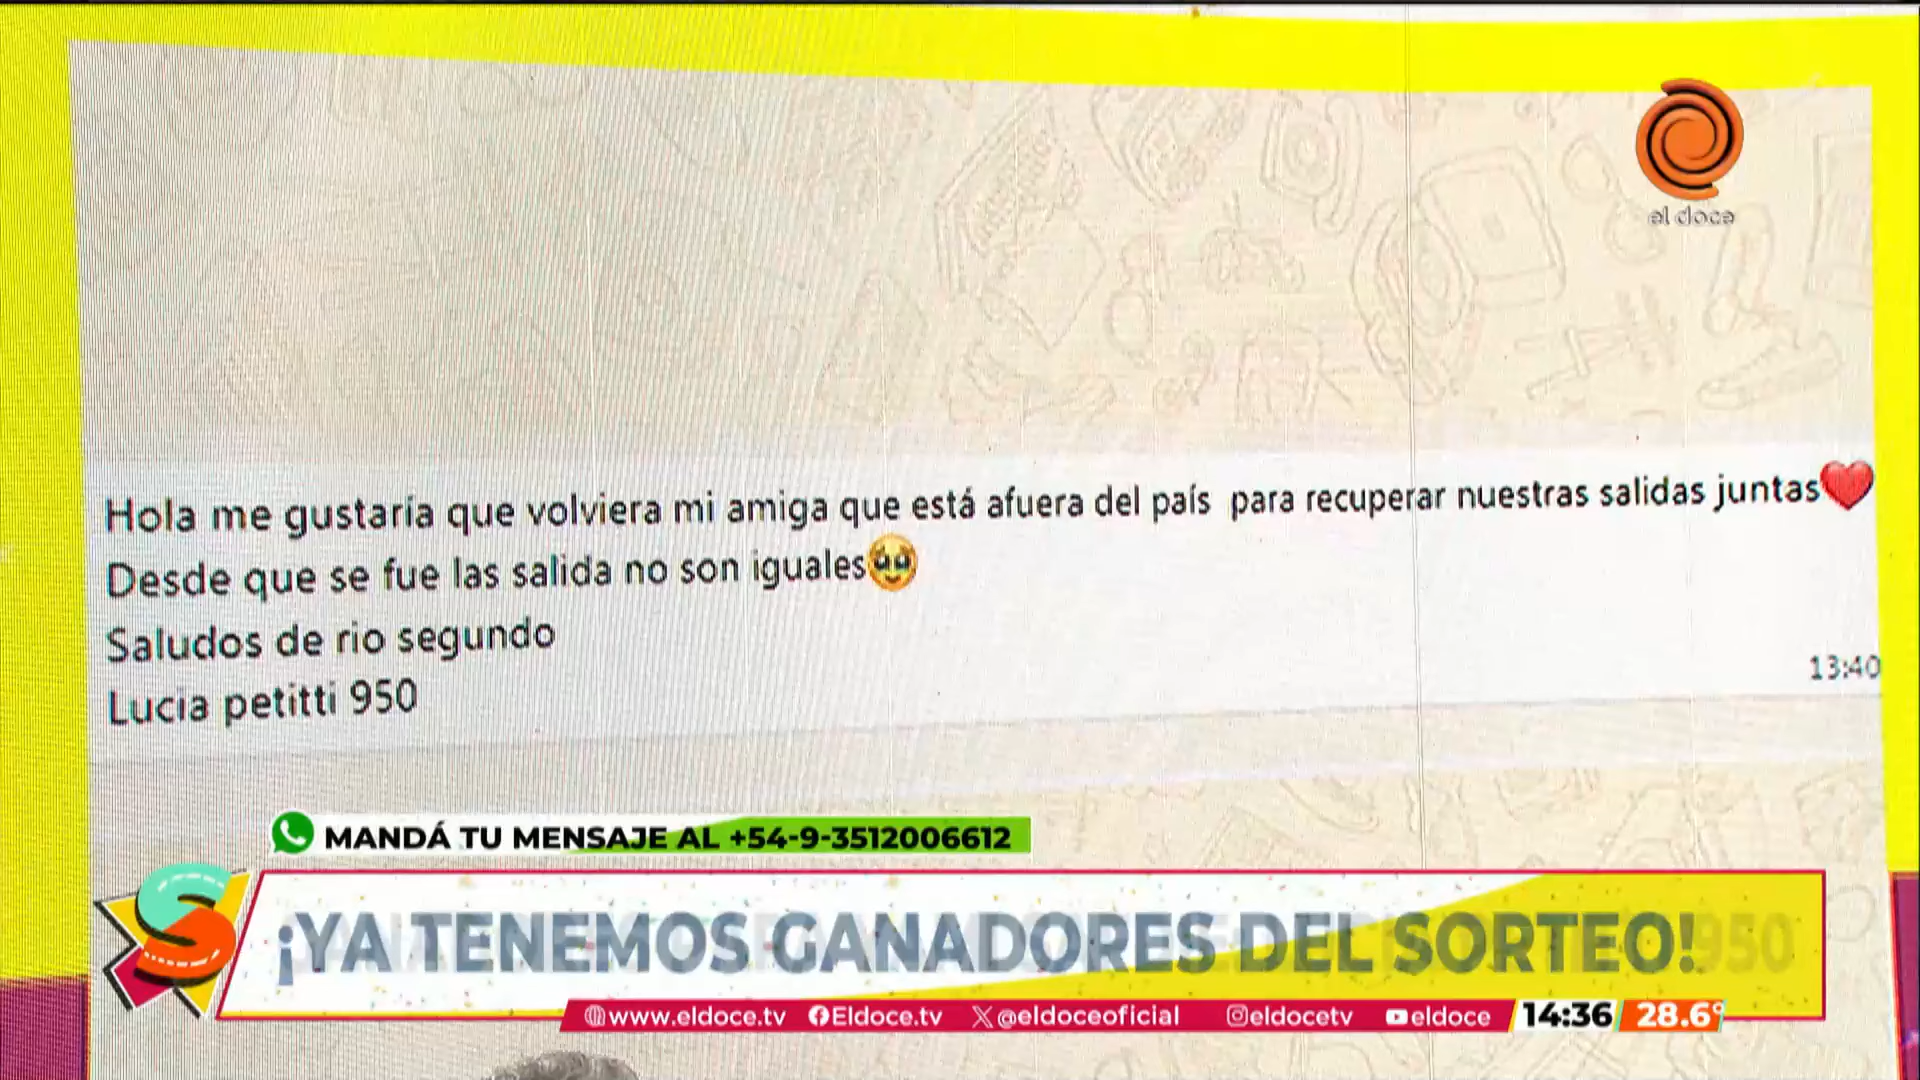 el doce
Hola me gustaría que volviera mi amiga que está afuera del país para recuperar nuestras salidas juntas❤️
Desde que se fue las salida no son iguales🥹
Saludos de rio segundo
Lucia petitti 950
13:40
MANDÁ TU MENSAJE AL +54-9-3512006612
¡YA TENEMOS GANADORES DEL SORTEO!
950
www.eldoce.tv Eldoce.tv @eldoceoficial eldocetv eldoce 14:36 28.6°